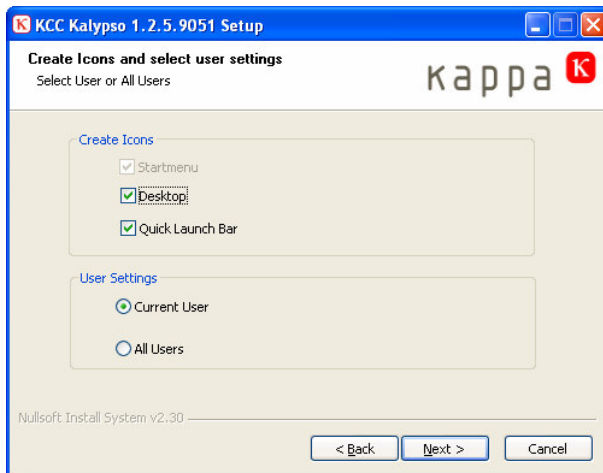 KCC Kalypso 1.2.5.9051 Setup
Create Icons and select user settings
Select User or All Users
kappa K
Create Icons
Startmenu
Desktop
Quick Launch Bar
User Settings
Current User
All Users
Nullsoft Install System v2.30
< Back Next > Cancel